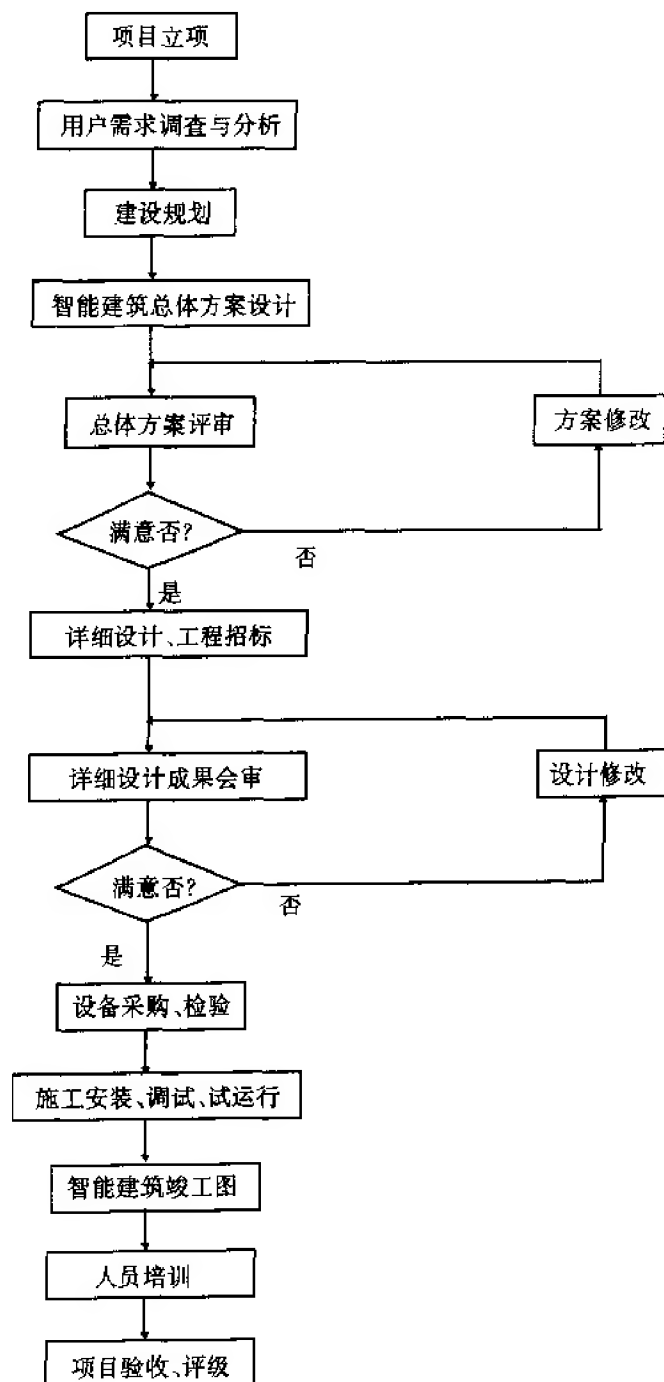 项目立项
用户需求调查与分析
建设规划
智能建筑总体方案设计
总体方案评审
方案修改
满意否?
否
是
详细设计、工程招标
详细设计成果会审
设计修改
满意否?
否
是
设备采购、检验
施工安装、调试、试运行
智能建筑竣工图
人员培训
项目验收、评级